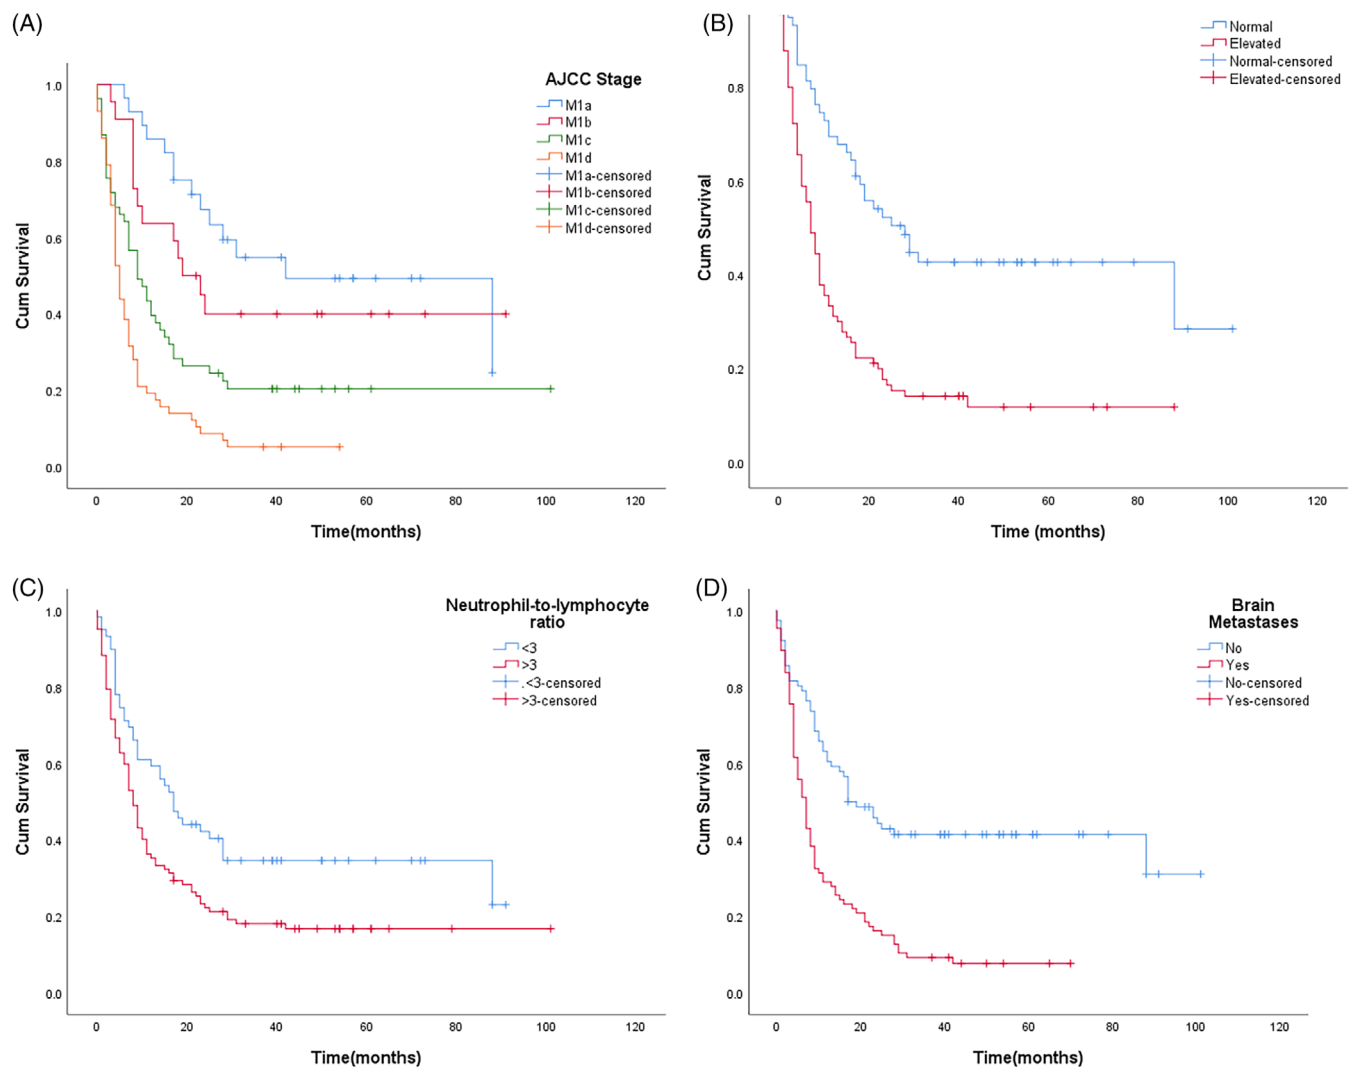 (A)
AJCC Stage
M1a
M1b
M1c
M1d
M1a-censored
M1b-censored
M1c-censored
M1d-censored
Cum Survival
1.0
0.8
0.6
0.4
0.2
0.0
0 20 40 60 80 100 120
Time(months)
(B)
Normal
Elevated
Normal-censored
Elevated-censored
Cum Survival
0.8
0.6
0.4
0.2
0.0
0 20 40 60 80 100 120
Time (months)
(C)
Neutrophil-to-lymphocyte
ratio
<3
>3
.<3-censored
>3-censored
Cum Survival
1.0
0.8
0.6
0.4
0.2
0.0
0 20 40 60 80 100 120
Time(months)
(D)
Brain
Metastases
No
Yes
No-censored
Yes-censored
Cum Survival
1.0
0.8
0.6
0.4
0.2
0.0
0 20 40 60 80 100 120
Time(months)